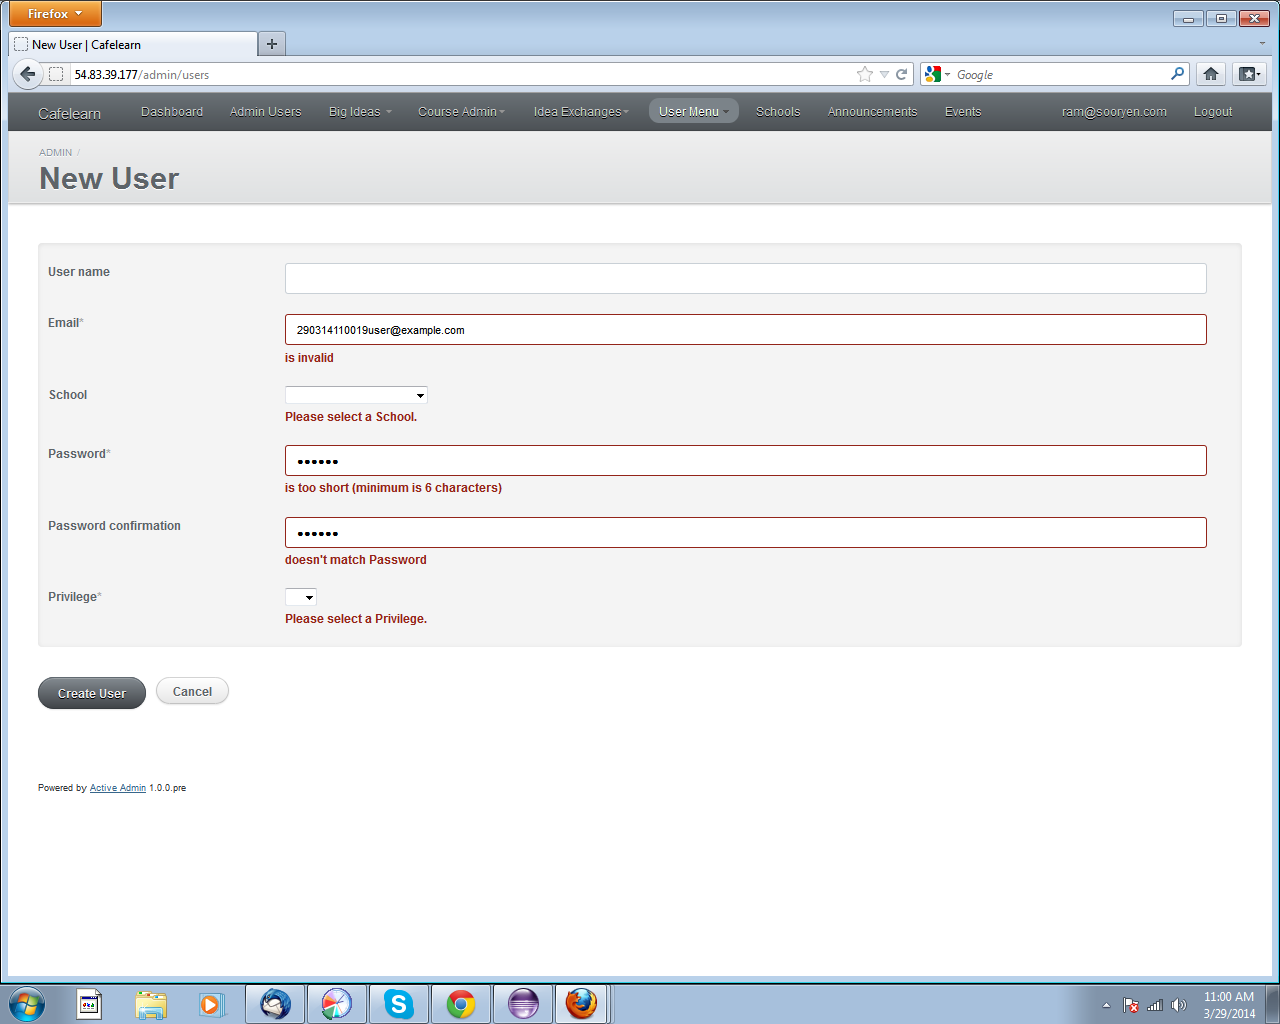 Firefox
New User | Cafelearn
54.83.39.177/admin/users
Google
Cafelearn Dashboard Admin Users Big Ideas Course Admin Idea Exchanges User Menu Schools Announcements Events ram@sooryen.com Logout
ADMIN /
New User
User name
Email* 290314110019user@example.com
is invalid
School
Please select a School.
Password* ••••••
is too short (minimum is 6 characters)
Password confirmation ••••••
doesn't match Password
Privilege*
Please select a Privilege.
Create User Cancel
Powered by Active Admin 1.0.0.pre
11:00 AM
3/29/2014